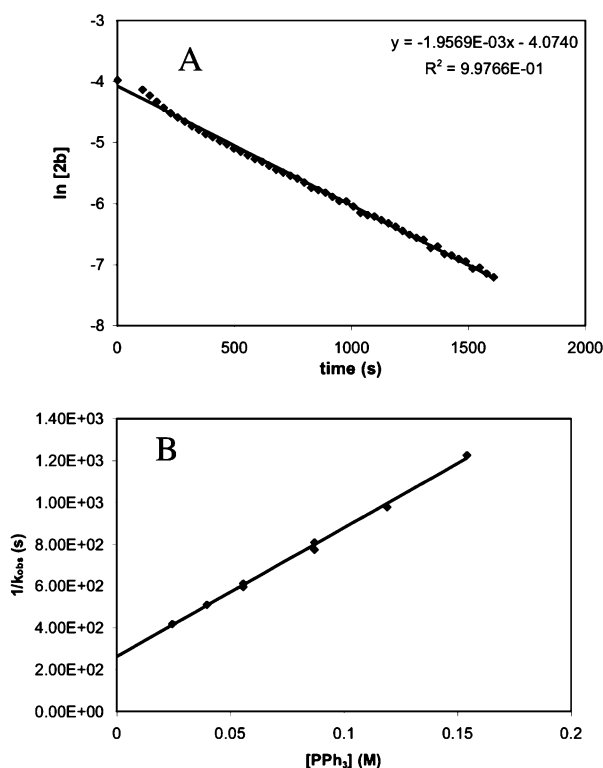 A
y = -1.9569E-03x - 4.0740
R² = 9.9766E-01
-3
-4
-5
-6
-7
-8
ln [2b]
0 500 1000 1500 2000
time (s)
B
1.40E+03
1.20E+03
1.00E+03
8.00E+02
6.00E+02
4.00E+02
2.00E+02
0.00E+00
1/kobs (s)
0 0.05 0.1 0.15 0.2
[PPh₃] (M)